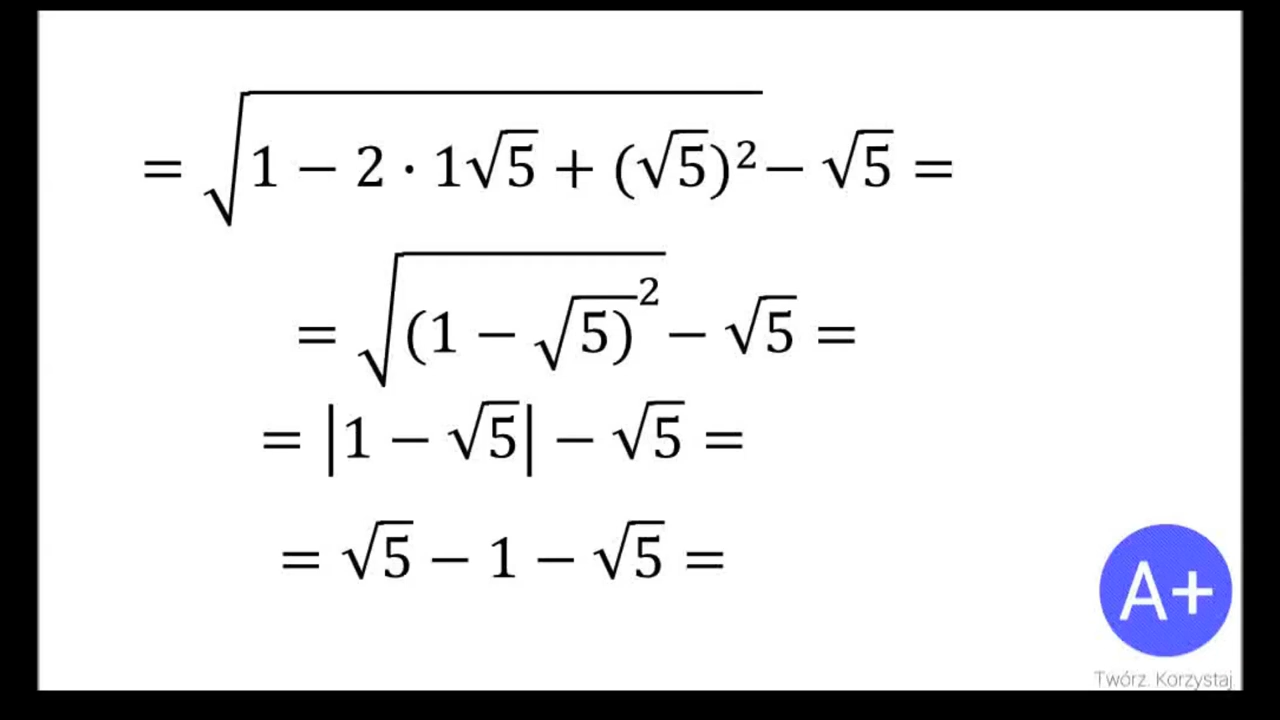 = √(1 − 2 · 1√5 + (√5)²) − √5 =
= √((1 − √5)²) − √5 =
= |1 − √5| − √5 =
= √5 − 1 − √5 =
A+
Twórz. Korzystaj.